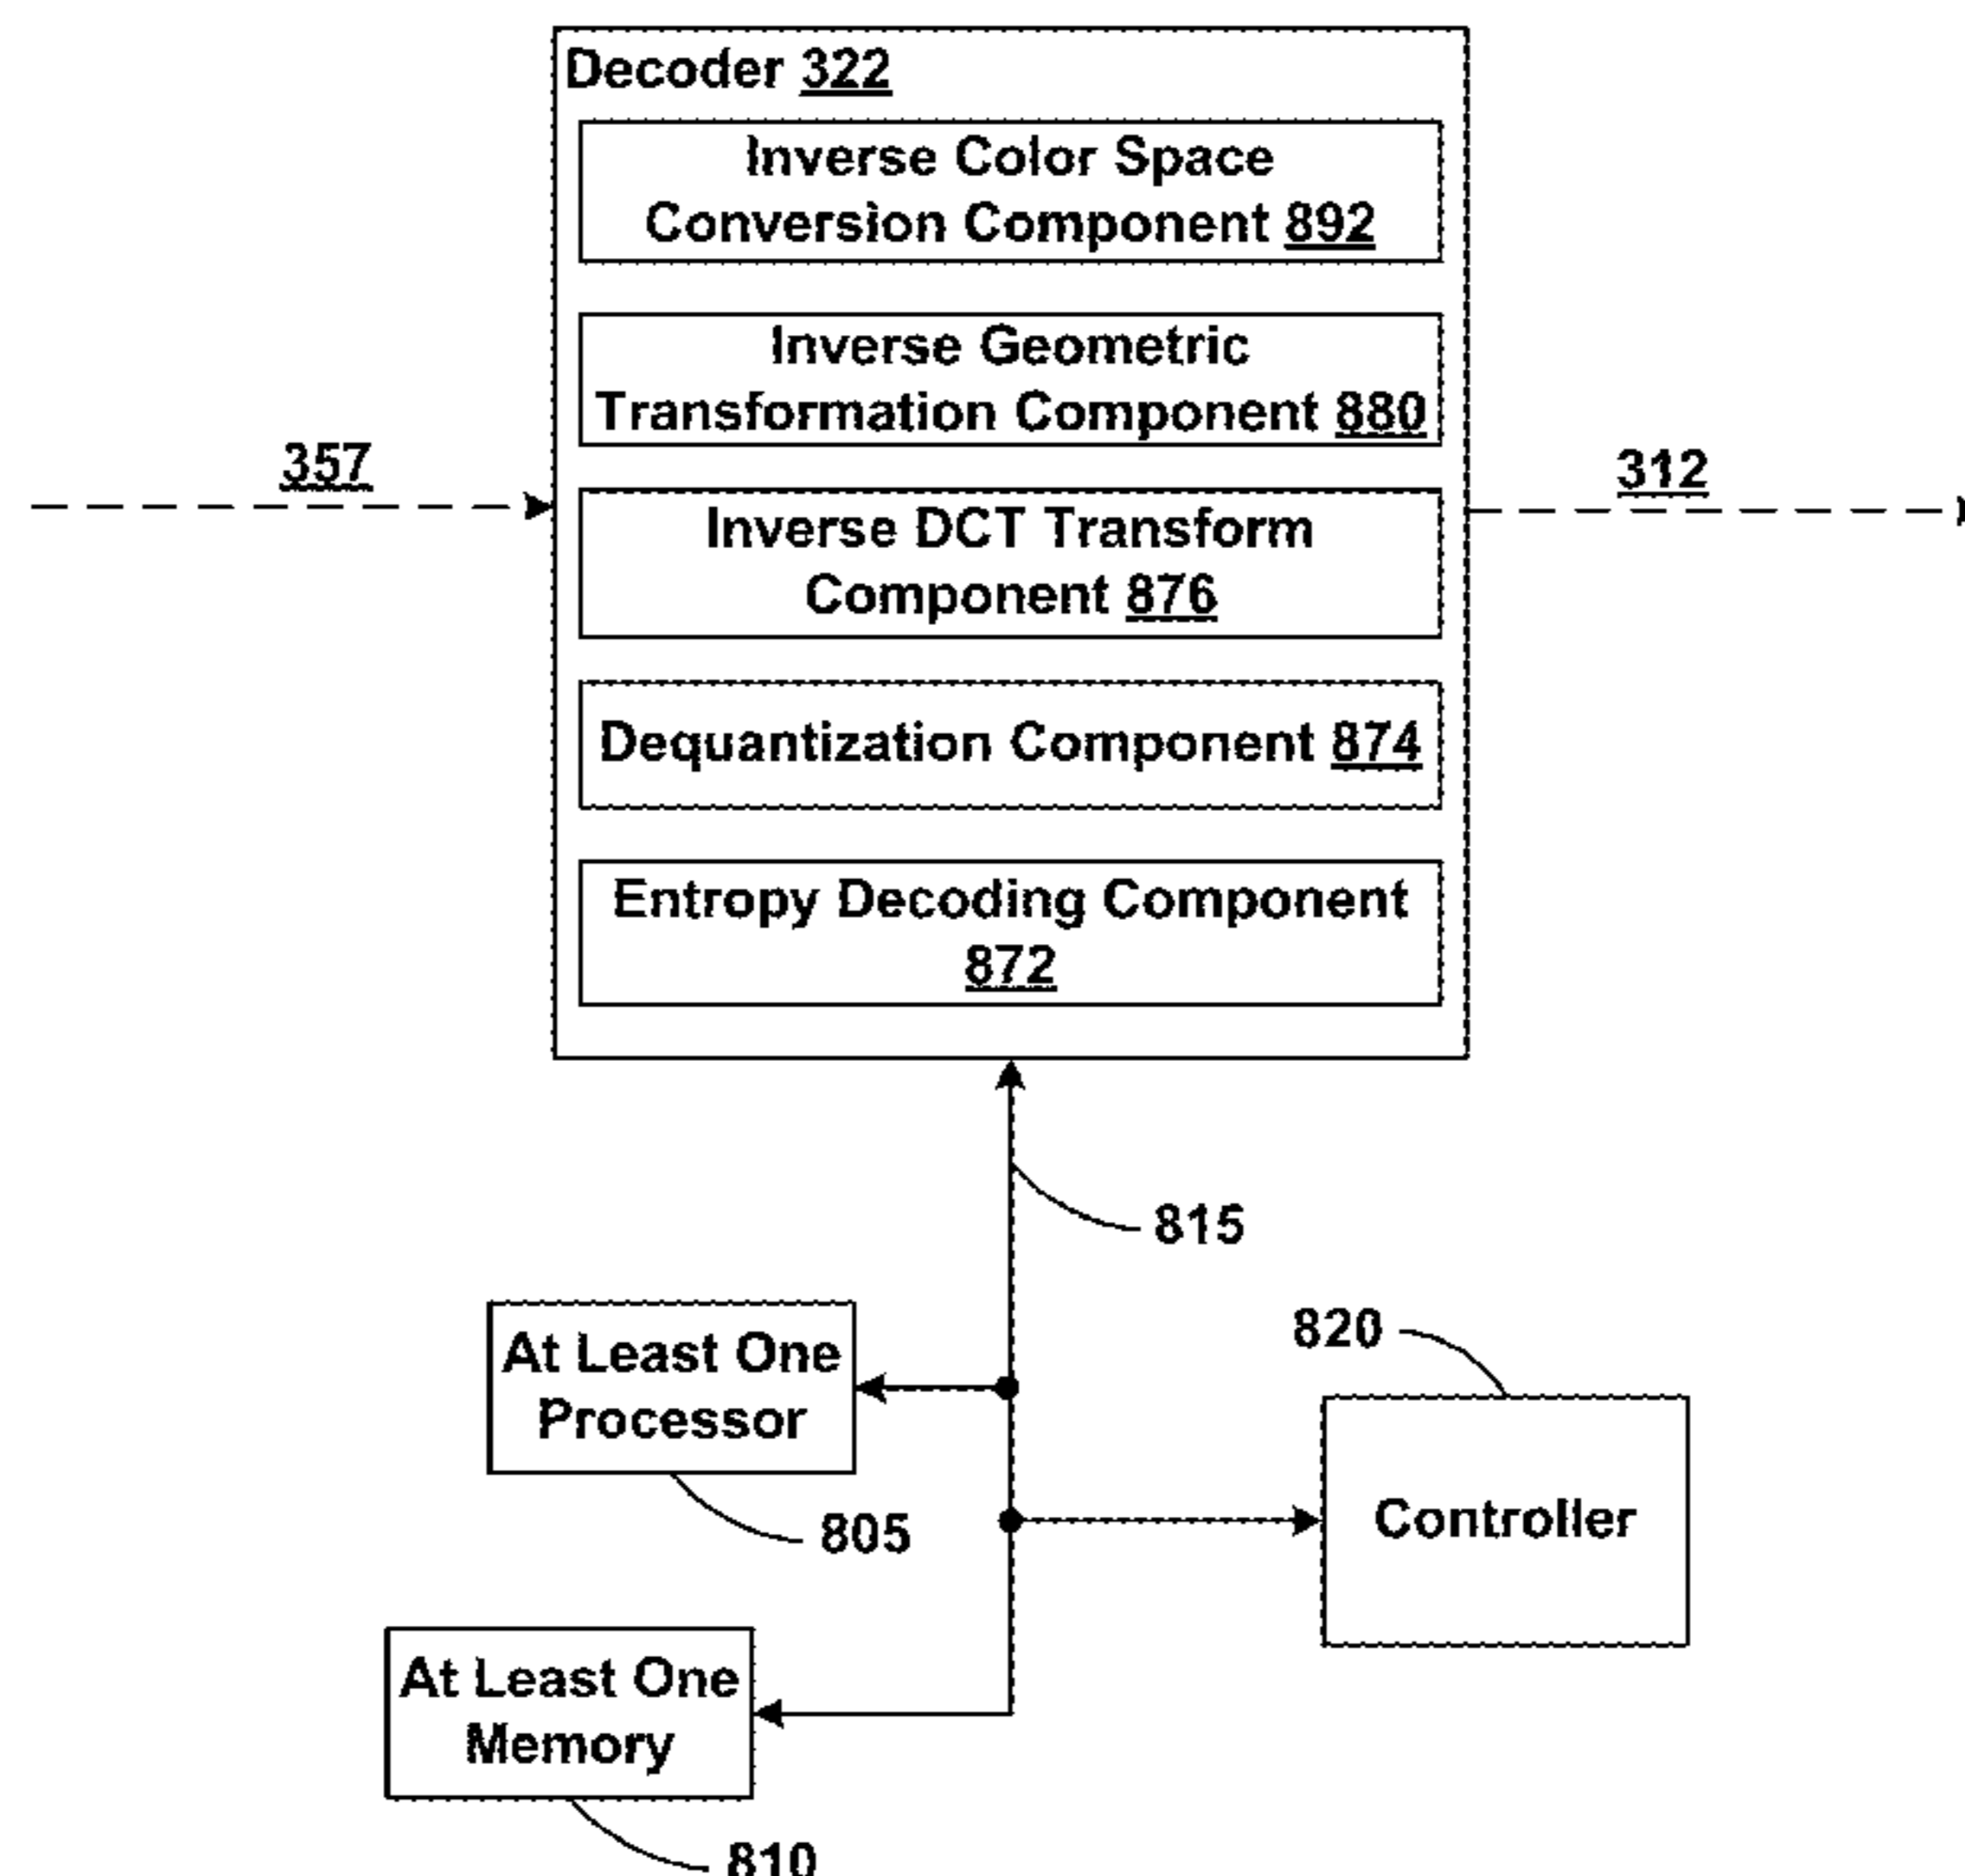 Decoder 322
Inverse Color Space
Conversion Component 892
Inverse Geometric
Transformation Component 880
357
312
Inverse DCT Transform
Component 876
Dequantization Component 874
Entropy Decoding Component
872
815
At Least One
Processor
805
820
Controller
At Least One
Memory
810